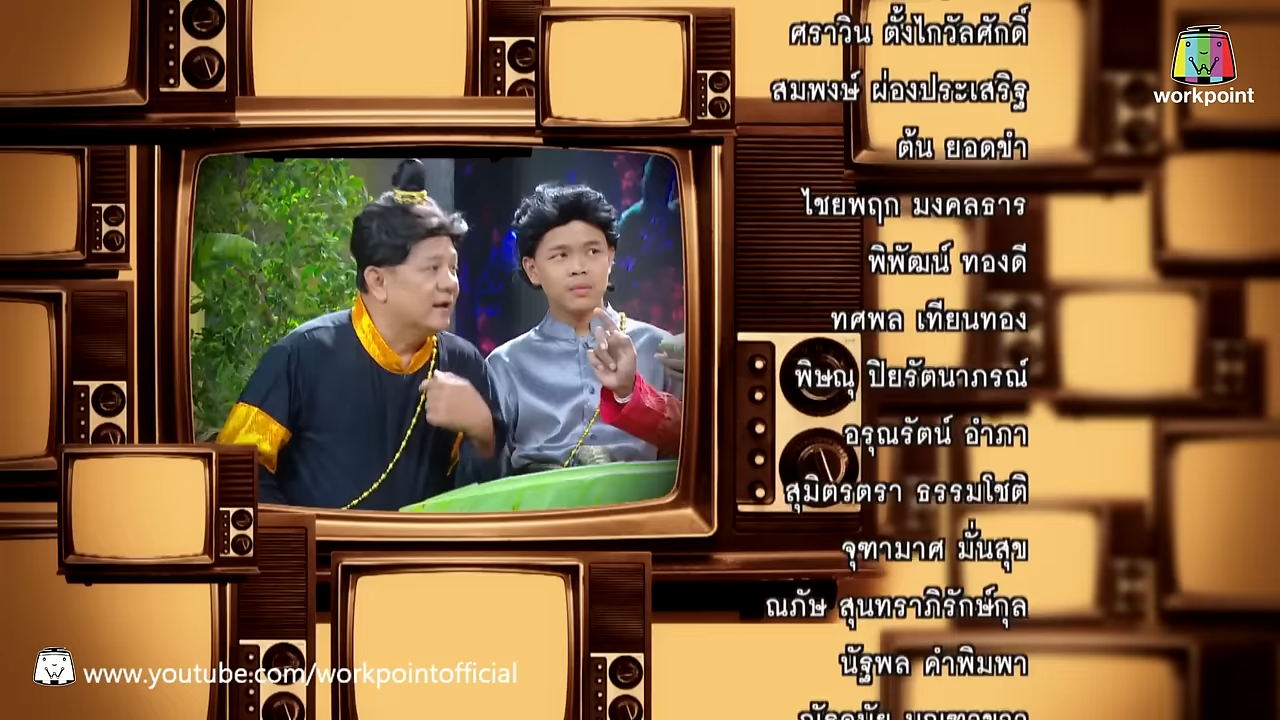 ศราวิน ตั้งไกวัลศักดิ์
สมพงษ์ ผ่องประเสริฐ
workpoint
ต้น ยอดขำ
ไชยพฤก มงคลธาร
พิพัฒน์ ทองดี
ทศพล เทียนทอง
พิษณุ ปิยรัตนาภรณ์
อรุณรัตน์ อำภา
สุมิตรตรา ธรรมโชติ
จุฑามาศ มั่นสุข
ณภัษ สุนทราภิรักษ์กุล
นัฐพล คำพิมพา
www.youtube.com/workpointofficial